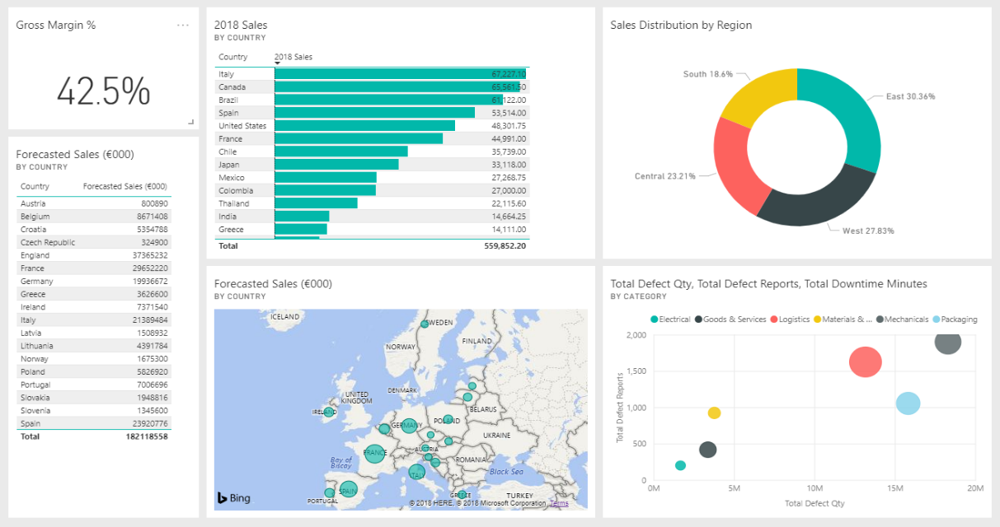 Gross Margin %
...
42.5%
Forecasted Sales (€000)
BY COUNTRY
Country Forecasted Sales (€000)
Austria 800890
Belgium 8671408
Croatia 5354788
Czech Republic 324900
England 37365232
France 29652220
Germany 19936672
Greece 3626600
Ireland 7371540
Italy 21389484
Latvia 1508932
Lithuania 4391784
Norway 1675300
Poland 5826920
Portugal 7006696
Slovakia 1948816
Slovenia 1345600
Spain 23920776
Total 182118558
2018 Sales
BY COUNTRY
Country 2018 Sales
Italy 67,227.10
Canada 65,561.50
Brazil 61,122.00
Spain 53,514.00
United States 48,301.75
France 44,991.00
Chile 35,739.00
Japan 33,118.00
Mexico 27,268.75
Colombia 27,000.00
Thailand 22,115.60
India 14,664.25
Greece 14,111.00
Total 559,852.20
Forecasted Sales (€000)
BY COUNTRY
ICELAND
SWEDEN
FINLAND
NORWAY
DENMARK
UNITED
KINGDOM
IRELAND
BELARUS
GERMANY
POLAND
UKRAINE
FRANCE
AUSTRIA
Bay of
Biscay
ROMANIA
ITALY
Black Sea
SPAIN
PORTUGAL
GREECE
TURKEY
Bing
© 2018 HERE, © 2018 Microsoft Corporation Terms
Sales Distribution by Region
South 18.6%
East 30.36%
Central 23.21%
West 27.83%
Total Defect Qty, Total Defect Reports, Total Downtime Minutes
BY CATEGORY
Electrical Goods & Services Logistics Materials & ... Mechanicals Packaging
2,000
1,500
1,000
500
0
Total Defect Reports
0M 5M 10M 15M 20M
Total Defect Qty